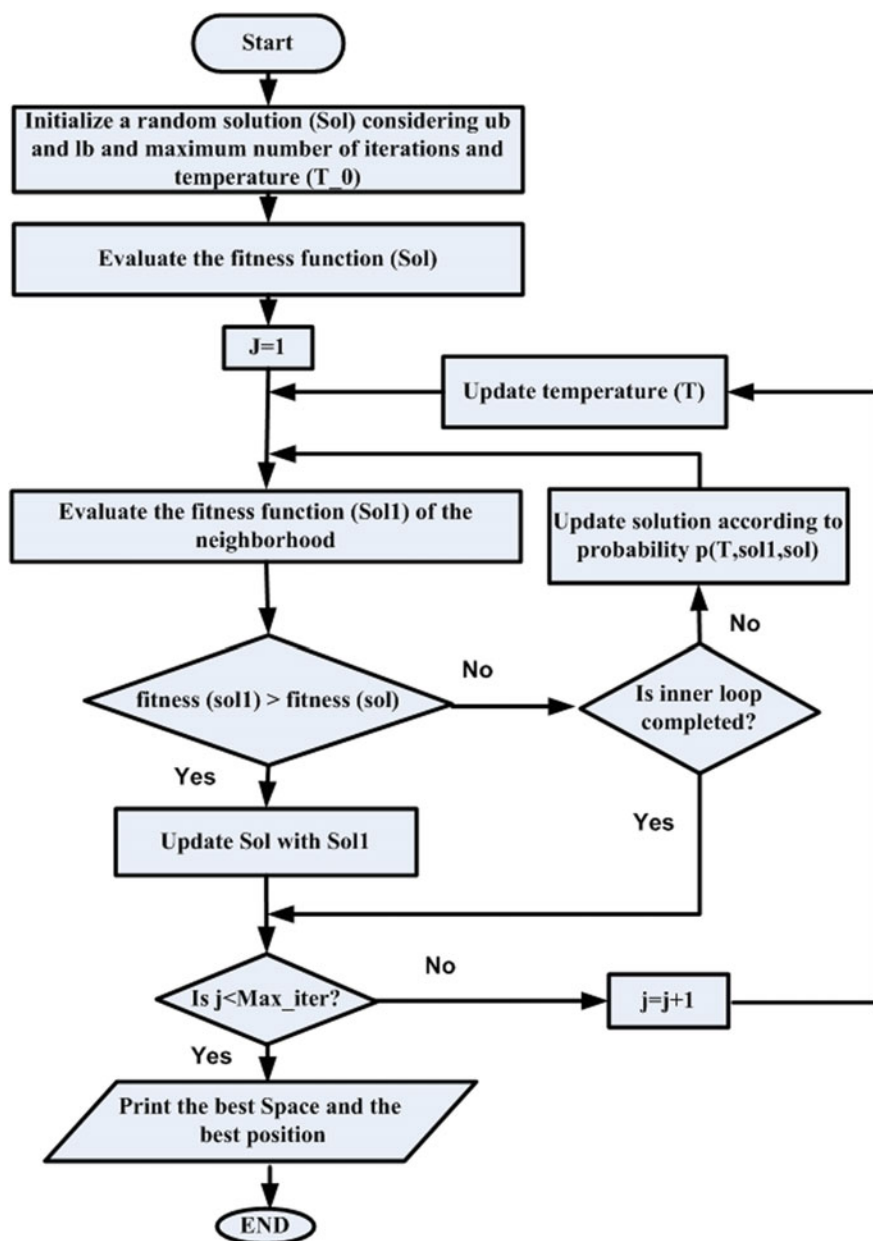 Start
Initialize a random solution (Sol) considering ub
and lb and maximum number of iterations and
temperature (T_0)
Evaluate the fitness function (Sol)
J=1
Update temperature (T)
Evaluate the fitness function (Sol1) of the
neighborhood
Update solution according to
probability p(T,sol1,sol)
No
fitness (sol1) > fitness (sol)
No
Is inner loop
completed?
Yes
Yes
Update Sol with Sol1
Is j<Max_iter?
No
j=j+1
Yes
Print the best Space and the
best position
END